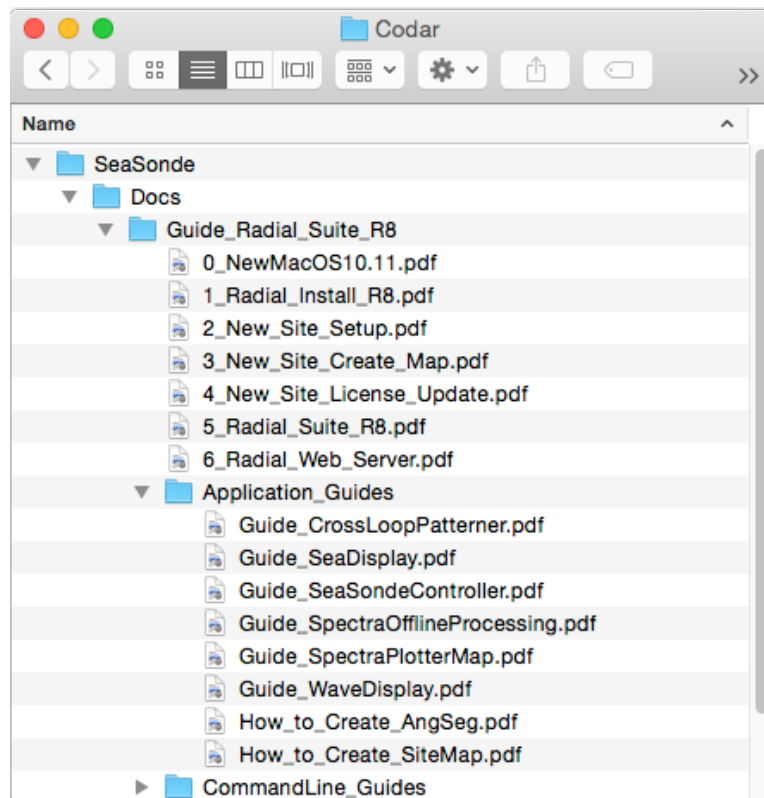 Codar
Name
SeaSonde
Docs
Guide_Radial_Suite_R8
0_NewMacOS10.11.pdf
1_Radial_Install_R8.pdf
2_New_Site_Setup.pdf
3_New_Site_Create_Map.pdf
4_New_Site_License_Update.pdf
5_Radial_Suite_R8.pdf
6_Radial_Web_Server.pdf
Application_Guides
Guide_CrossLoopPatterner.pdf
Guide_SeaDisplay.pdf
Guide_SeaSondeController.pdf
Guide_SpectraOfflineProcessing.pdf
Guide_SpectraPlotterMap.pdf
Guide_WaveDisplay.pdf
How_to_Create_AngSeg.pdf
How_to_Create_SiteMap.pdf
CommandLine_Guides